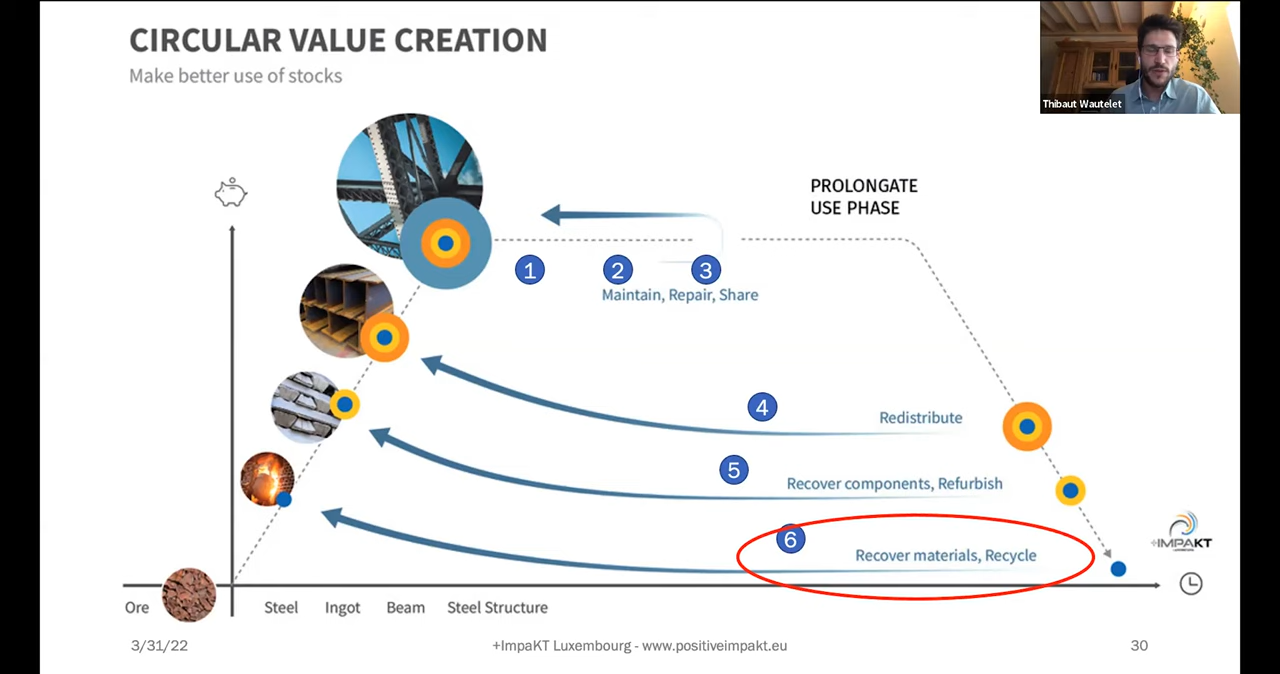 CIRCULAR VALUE CREATION
Make better use of stocks
Thibaut Wautelet
PROLONGATE
USE PHASE
1
2
3
Maintain, Repair, Share
4
Redistribute
5
Recover components, Refurbish
6
Recover materials, Recycle
+IMPAKT
LUXEMBOURG
Ore
Steel
Ingot
Beam
Steel Structure
3/31/22
+ImpaKT Luxembourg - www.positiveimpakt.eu
30